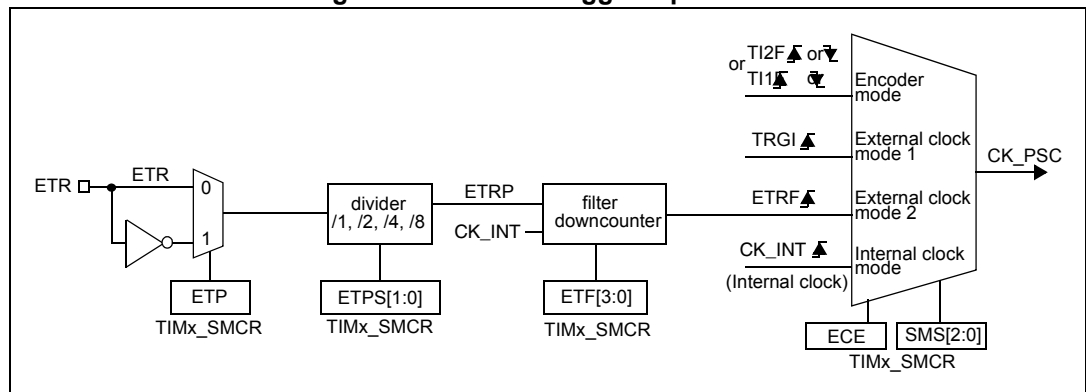 TI2F or
or
TI1F or
Encoder
mode
TRGI
External clock
mode 1
CK_PSC
ETR
ETR
0
1
divider
/1, /2, /4, /8
ETRP
CK_INT
filter
downcounter
ETRF
External clock
mode 2
CK_INT
(Internal clock)
Internal clock
mode
ETP
TIMx_SMCR
ETPS[1:0]
TIMx_SMCR
ETF[3:0]
TIMx_SMCR
ECE
SMS[2:0]
TIMx_SMCR